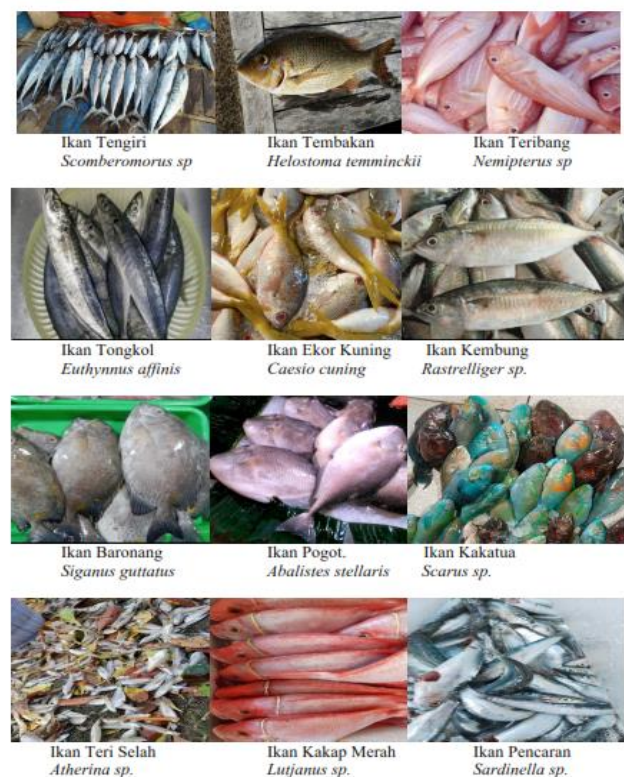 Ikan Tengiri
Scomberomorus sp
Ikan Tembakan
Helostoma temminckii
Ikan Teribang
Nemipterus sp
Ikan Tongkol
Euthynnus affinis
Ikan Ekor Kuning
Caesio cuning
Ikan Kembung
Rastrelliger sp.
Ikan Baronang
Siganus guttatus
Ikan Pogot.
Abalistes stellaris
Ikan Kakatua
Scarus sp.
Ikan Teri Selah
Atherina sp.
Ikan Kakap Merah
Lutjanus sp.
Ikan Pencaran
Sardinella sp.